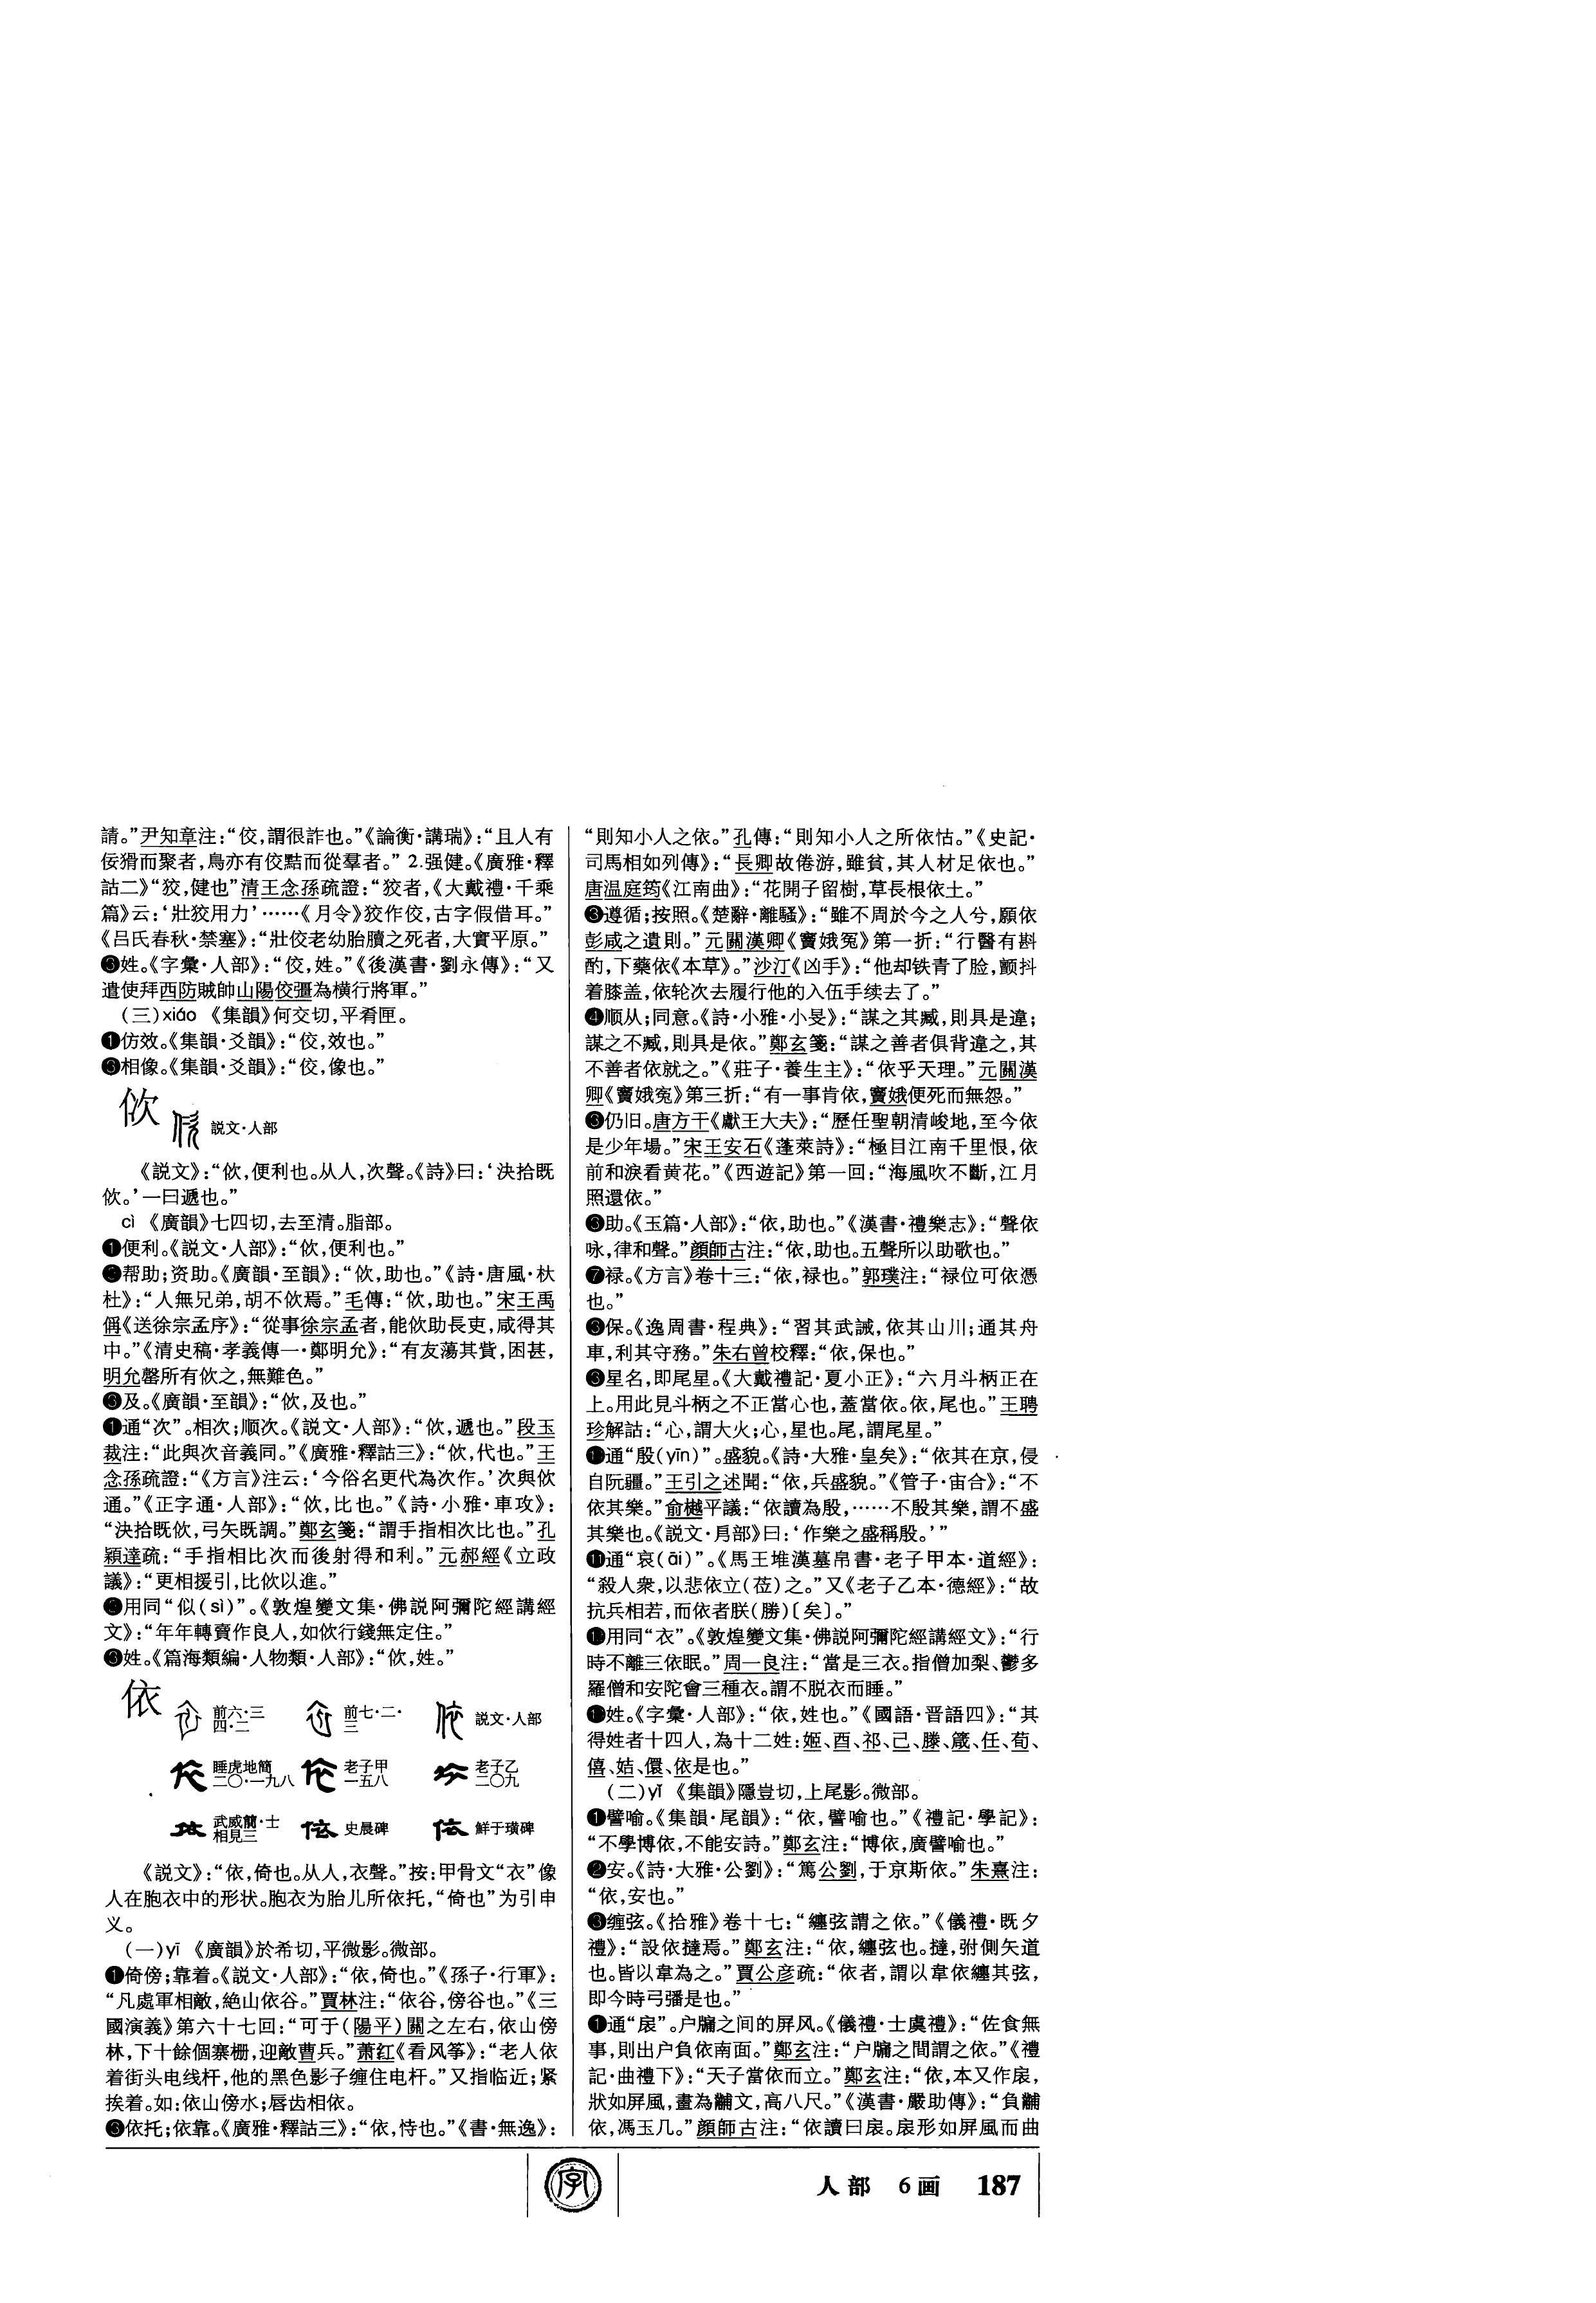 請。”尹知章注：“佼，謂很詐也。”《論衡·講瑞》：“且人有
佞猾而聚者，鳥亦有佼黠而從羣者。” 2.强健。《廣雅·釋
詁二》“狡，健也”清王念孫疏證：“狡者，《大戴禮·千乘
篇》云：‘壯狡用力’……《月令》狡作佼，古字假借耳。”
《吕氏春秋·禁塞》：“壯佼老幼胎殰之死者，大實平原。”
❸姓。《字彙·人部》：“佼，姓。”《後漢書·劉永傳》：“又
遣使拜西防賊帥山陽佼彊為横行將軍。”
（三）xiáo 《集韻》何交切，平肴匣。
❶仿效。《集韻·爻韻》：“佼，效也。”
❷相像。《集韻·爻韻》：“佼，像也。”
佽 説文·人部
《説文》：“佽，便利也。从人，次聲。《詩》曰：‘決拾既
佽。’一曰遞也。”
cì 《廣韻》七四切，去至清。脂部。
❶便利。《説文·人部》：“佽，便利也。”
❷帮助；资助。《廣韻·至韻》：“佽，助也。”《詩·唐風·杕
杜》：“人無兄弟，胡不佽焉。”毛傳：“佽，助也。”宋王禹
偁《送徐宗孟序》：“從事徐宗孟者，能佽助長吏，咸得其
中。”《清史稿·孝義傳一·鄭明允》：“有友蕩其貲，困甚，
明允罄所有佽之，無難色。”
❸及。《廣韻·至韻》：“佽，及也。”
❹通“次”。相次；顺次。《説文·人部》：“佽，遞也。”段玉
裁注：“此與次音義同。”《廣雅·釋詁三》：“佽，代也。”王
念孫疏證：“《方言》注云：‘今俗名更代為次作。’次與佽
通。”《正字通·人部》：“佽，比也。”《詩·小雅·車攻》：
“決拾既佽，弓矢既調。”鄭玄箋：“謂手指相次比也。”孔
穎達疏：“手指相比次而後射得和利。”元郝經《立政
議》：“更相援引，比佽以進。”
❺用同“似（sì）”。《敦煌變文集·佛説阿彌陀經講經
文》：“年年轉賣作良人，如佽行錢無定住。”
❻姓。《篇海類編·人物類·人部》：“佽，姓。”
依 前六·三四·二 前七·二·三 説文·人部
睡虎地簡二〇·一九八 老子甲一五八 老子乙二〇九
武威簡·士相見三 史晨碑 鮮于璜碑
《説文》：“依，倚也。从人，衣聲。”按：甲骨文“衣”像
人在胞衣中的形状。胞衣为胎儿所依托，“倚也”为引申
义。
（一）yī 《廣韻》於希切，平微影。微部。
❶倚傍；靠着。《説文·人部》：“依，倚也。”《孫子·行軍》：
“凡處軍相敵，絶山依谷。”賈林注：“依谷，傍谷也。”《三
國演義》第六十七回：“可于（陽平）關之左右，依山傍
林，下十餘個寨栅，迎敵曹兵。”萧红《看风筝》：“老人依
着街头电线杆，他的黑色影子缠住电杆。”又指临近；紧
挨着。如：依山傍水；唇齿相依。
❷依托；依靠。《廣雅·釋詁三》：“依，恃也。”《書·無逸》：
“則知小人之依。”孔傳：“則知小人之所依怙。”《史記·
司馬相如列傳》：“長卿故倦游，雖貧，其人材足依也。”
唐温庭筠《江南曲》：“花開子留樹，草長根依土。”
❸遵循；按照。《楚辭·離騷》：“雖不周於今之人兮，願依
彭咸之遺則。”元關漢卿《竇娥冤》第一折：“行醫有斟
酌，下藥依《本草》。”沙汀《凶手》：“他却铁青了脸，颤抖
着膝盖，依轮次去履行他的入伍手续去了。”
❹顺从；同意。《詩·小雅·小旻》：“謀之其臧，則具是違；
謀之不臧，則具是依。”鄭玄箋：“謀之善者俱背違之，其
不善者依就之。”《莊子·養生主》：“依乎天理。”元關漢
卿《竇娥冤》第三折：“有一事肯依，竇娥便死而無怨。”
❺仍旧。唐方干《獻王大夫》：“歷任聖朝清峻地，至今依
是少年場。”宋王安石《蓬萊詩》：“極目江南千里恨，依
前和淚看黄花。”《西遊記》第一回：“海風吹不斷，江月
照還依。”
❻助。《玉篇·人部》：“依，助也。”《漢書·禮樂志》：“聲依
咏，律和聲。”顔師古注：“依，助也。五聲所以助歌也。”
❼禄。《方言》卷十三：“依，禄也。”郭璞注：“禄位可依憑
也。”
❽保。《逸周書·程典》：“習其武誡，依其山川；通其舟
車，利其守務。”朱右曾校釋：“依，保也。”
❾星名，即尾星。《大戴禮記·夏小正》：“六月斗柄正在
上。用此見斗柄之不正當心也，蓋當依。依，尾也。”王聘
珍解詁：“心，謂大火；心，星也。尾，謂尾星。”
❿通“殷（yīn）”。盛貌。《詩·大雅·皇矣》：“依其在京，侵
自阮疆。”王引之述聞：“依，兵盛貌。”《管子·宙合》：“不
依其樂。”俞樾平議：“依讀為殷，……不殷其樂，謂不盛
其樂也。《説文·㐆部》曰：‘作樂之盛稱殷。’”
⓫通“哀（āi）”。《馬王堆漢墓帛書·老子甲本·道經》：
“殺人衆，以悲依立（莅）之。”又《老子乙本·德經》：“故
抗兵相若，而依者朕（勝）〔矣〕。”
⓬用同“衣”。《敦煌變文集·佛説阿彌陀經講經文》：“行
時不離三依眠。”周一良注：“當是三衣。指僧加梨、鬱多
羅僧和安陀會三種衣。謂不脱衣而睡。”
⓭姓。《字彙·人部》：“依，姓也。”《國語·晋語四》：“其
得姓者十四人，為十二姓：姬、酉、祁、己、滕、箴、任、荀、
僖、姞、儇、依是也。”
（二）yǐ 《集韻》隱豈切，上尾影。微部。
❶譬喻。《集韻·尾韻》：“依，譬喻也。”《禮記·學記》：
“不學博依，不能安詩。”鄭玄注：“博依，廣譬喻也。”
❷安。《詩·大雅·公劉》：“篤公劉，于京斯依。”朱熹注：
“依，安也。”
❸缠弦。《拾雅》卷十七：“纏弦謂之依。”《儀禮·既夕
禮》：“設依撻焉。”鄭玄注：“依，纏弦也。撻，弣側矢道
也。皆以韋為之。”賈公彦疏：“依者，謂以韋依纏其弦，
即今時弓𢐄是也。”
❹通“扆”。户牖之间的屏风。《儀禮·士虞禮》：“佐食無
事，則出户負依南面。”鄭玄注：“户牖之間謂之依。”《禮
記·曲禮下》：“天子當依而立。”鄭玄注：“依，本又作扆，
狀如屏風，畫為黼文，高八尺。”《漢書·嚴助傳》：“負黼
依，馮玉几。”顔師古注：“依讀曰扆。扆形如屏風而曲
字
人部 6画 187